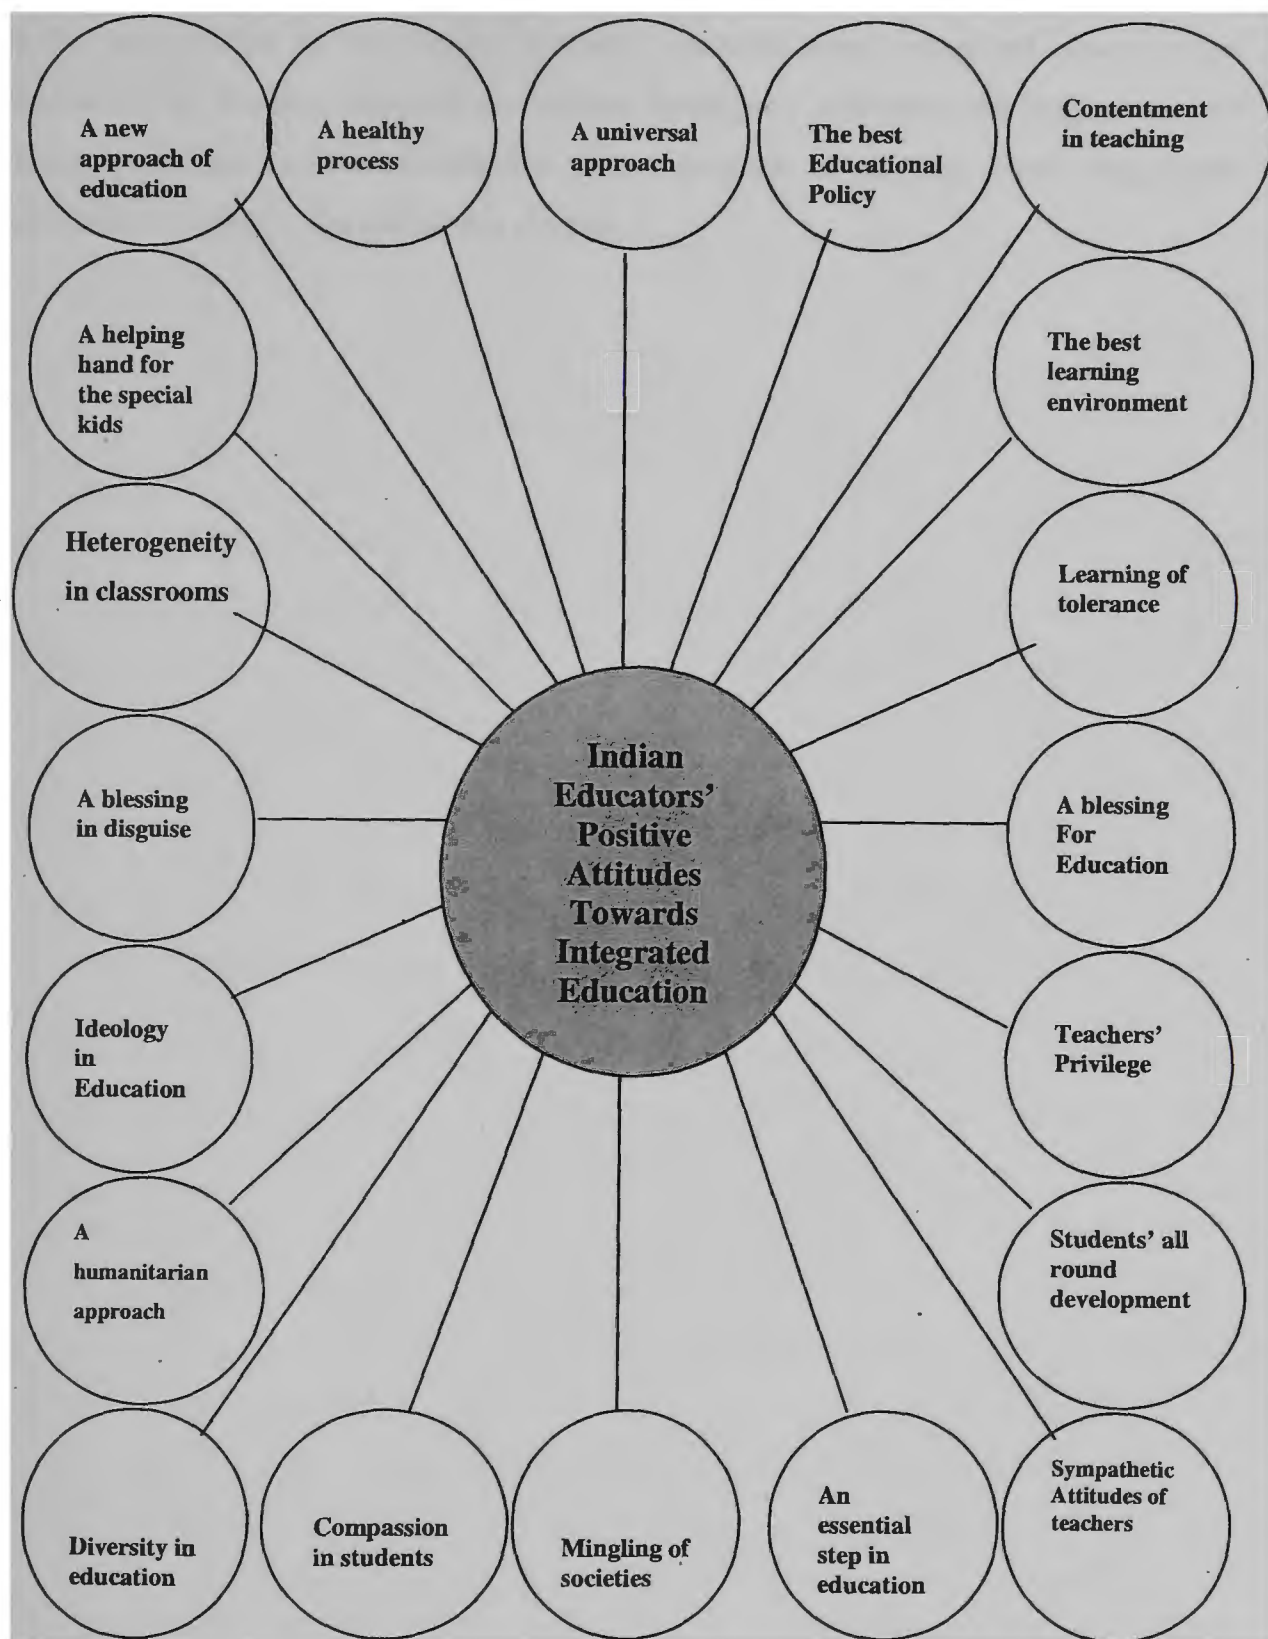 A new
approach of
education
A healthy
process
A universal
approach
The best
Educational
Policy
Contentment
in teaching
A helping
hand for
the special
kids
The best
learning
environment
Heterogeneity
in classrooms
Learning of
tolerance
Indian
Educators’
Positive
Attitudes
Towards
Integrated
Education
A blessing
in disguise
A blessing
For
Education
Ideology
in
Education
Teachers’
Privilege
A
humanitarian
approach
Students’ all
round
development
Diversity in
education
Compassion
in students
Mingling of
societies
An
essential
step in
education
Sympathetic
Attitudes of
teachers